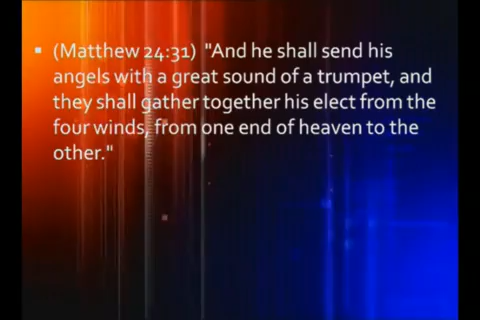 ▪ (Matthew 24:31) "And he shall send his
angels with a great sound of a trumpet, and
they shall gather together his elect from the
four winds, from one end of heaven to the
other."